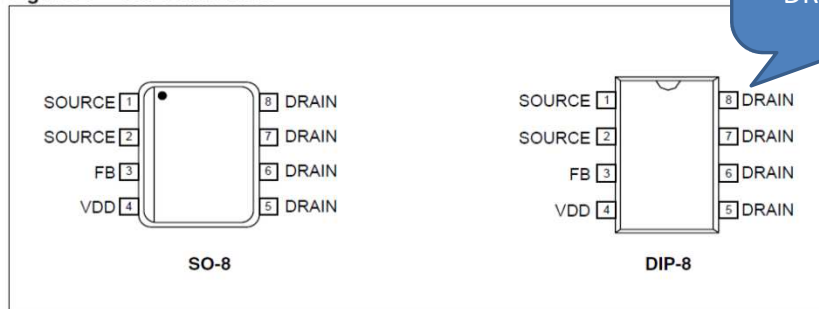 SOURCE 1
8 DRAIN
SOURCE 2
7 DRAIN
FB 3
6 DRAIN
VDD 4
5 DRAIN
SO-8
SOURCE 1
8 DRAIN
SOURCE 2
7 DRAIN
FB 3
6 DRAIN
VDD 4
5 DRAIN
DIP-8